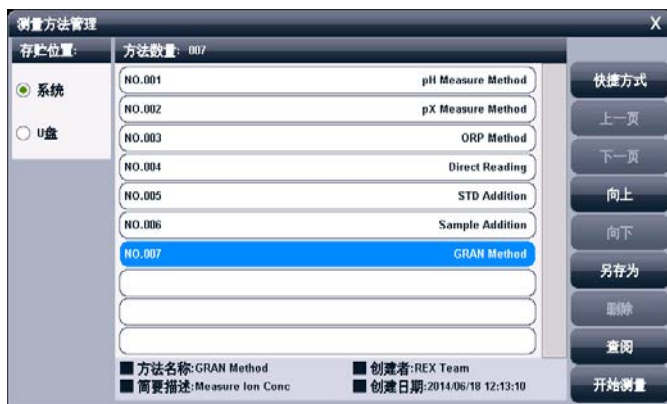 测量方法管理 X
存贮位置: 方法数量: 007
系统
U盘
NO.001 pH Measure Method
NO.002 pX Measure Method
NO.003 ORP Method
NO.004 Direct Reading
NO.005 STD Addition
NO.006 Sample Addition
NO.007 GRAN Method
方法名称:GRAN Method 创建者:REX Team
简要描述:Measure Ion Conc 创建日期:2014/06/18 12:13:10
快捷方式
上一页
下一页
向上
向下
另存为
删除
查阅
开始测量